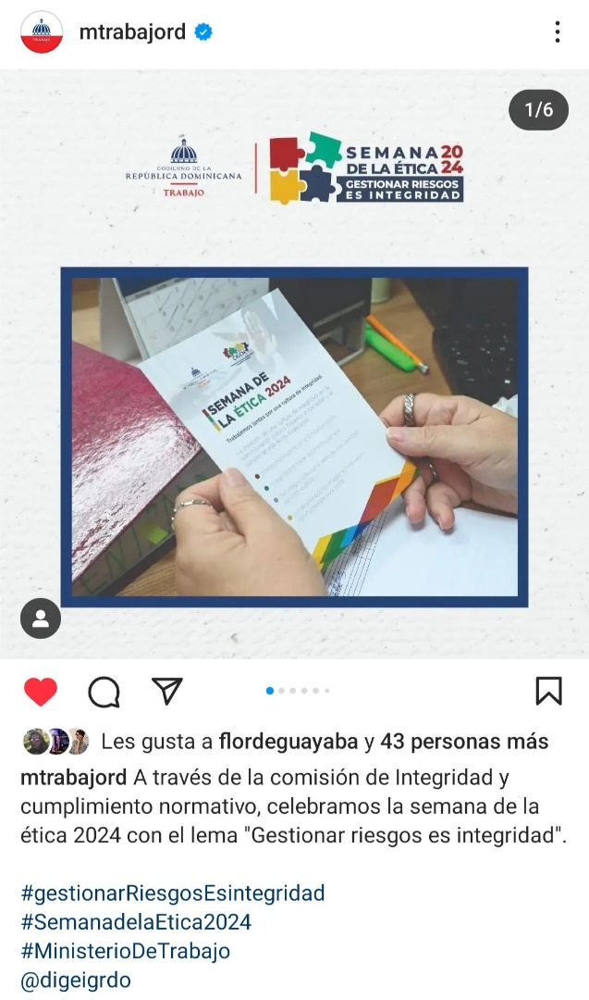 mtrabajord
TRABAJO
1/6
GOBIERNO DE LA
REPÚBLICA DOMINICANA
TRABAJO
SEMANA 20
DE LA ÉTICA 24
GESTIONAR RIESGOS
ES INTEGRIDAD
SEMANA DE
LA ÉTICA 2024
Trabajemos juntos por una cultura de integridad.
Les gusta a flordeguayaba y 43 personas más
mtrabajord A través de la comisión de Integridad y
cumplimiento normativo, celebramos la semana de la
ética 2024 con el lema "Gestionar riesgos es integridad".
#gestionarRiesgosEsintegridad
#SemanadelaEtica2024
#MinisterioDeTrabajo
@digeigrdo